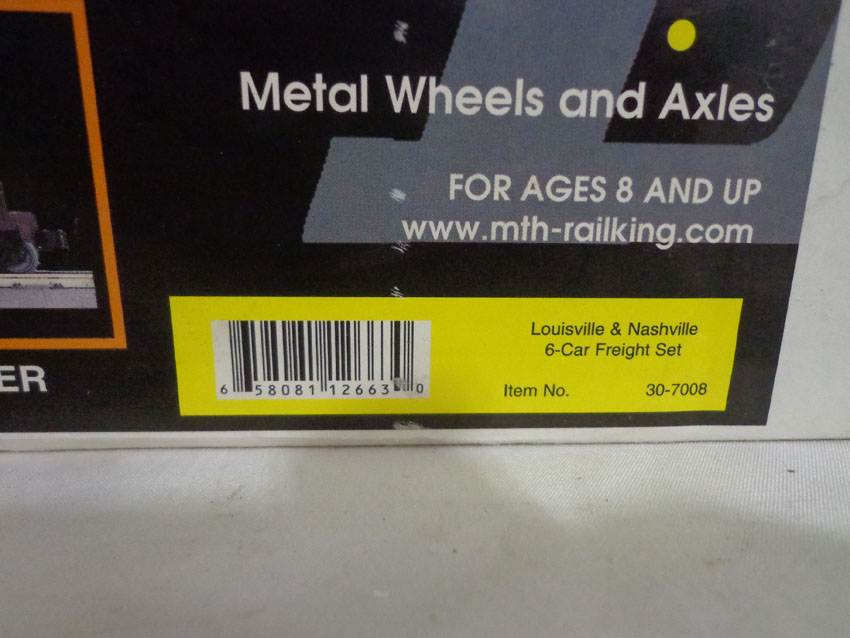 Metal Wheels and Axles
FOR AGES 8 AND UP
www.mth-railking.com
ER
Louisville & Nashville
6-Car Freight Set
Item No. 30-7008
6 58081 12663 0